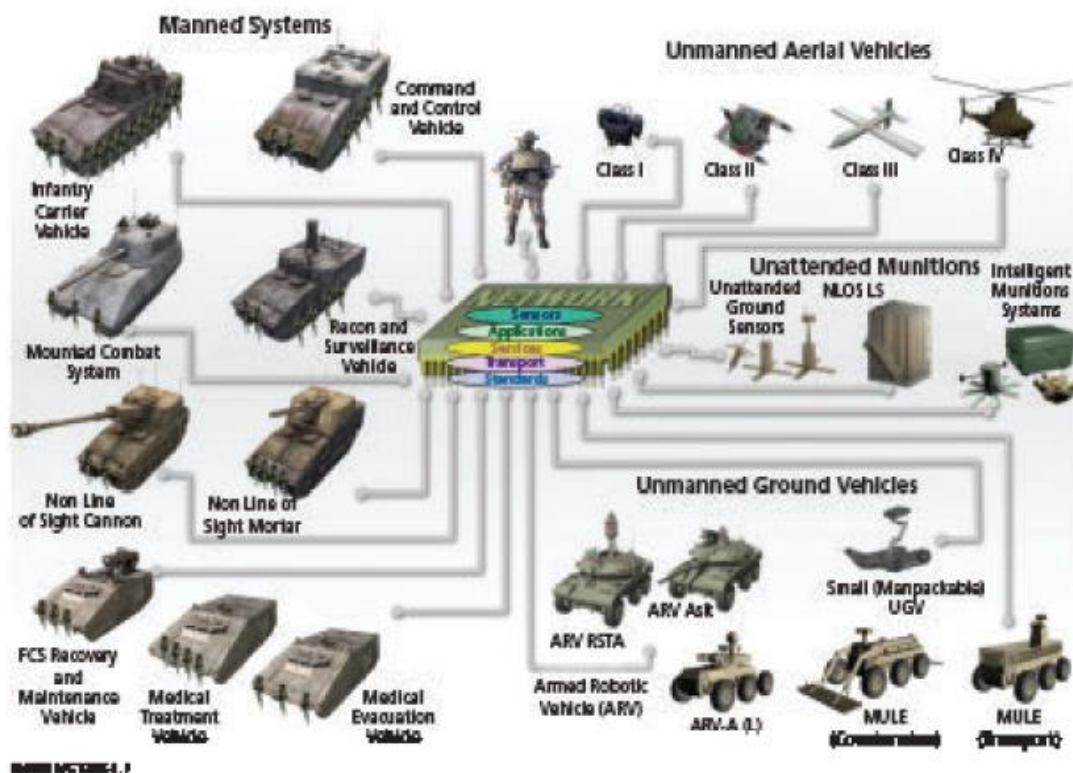 Manned Systems
Unmanned Aerial Vehicles
Command
and Control
Vehicle
Class I
Class II
Class III
Class IV
Infantry
Carrier
Vehicle
Unattended Munitions
Unattended
Ground
Sensors
NLOS LS
Intelligent
Munitions
Systems
NETWORK
Sensors
Applications
Services
Transport
Standards
Mounted Combat
System
Recon and
Surveillance
Vehicle
Non Line
of Sight Cannon
Non Line of
Sight Mortar
Unmanned Ground Vehicles
ARV RSTA
ARV Aslt
Small (Manpackable)
UGV
FCS Recovery
and
Maintenance
Vehicle
Medical
Treatment
Vehicle
Medical
Evacuation
Vehicle
Armed Robotic
Vehicle (ARV)
ARV-A (L)
MULE
(Countermine)
MULE
(Transport)